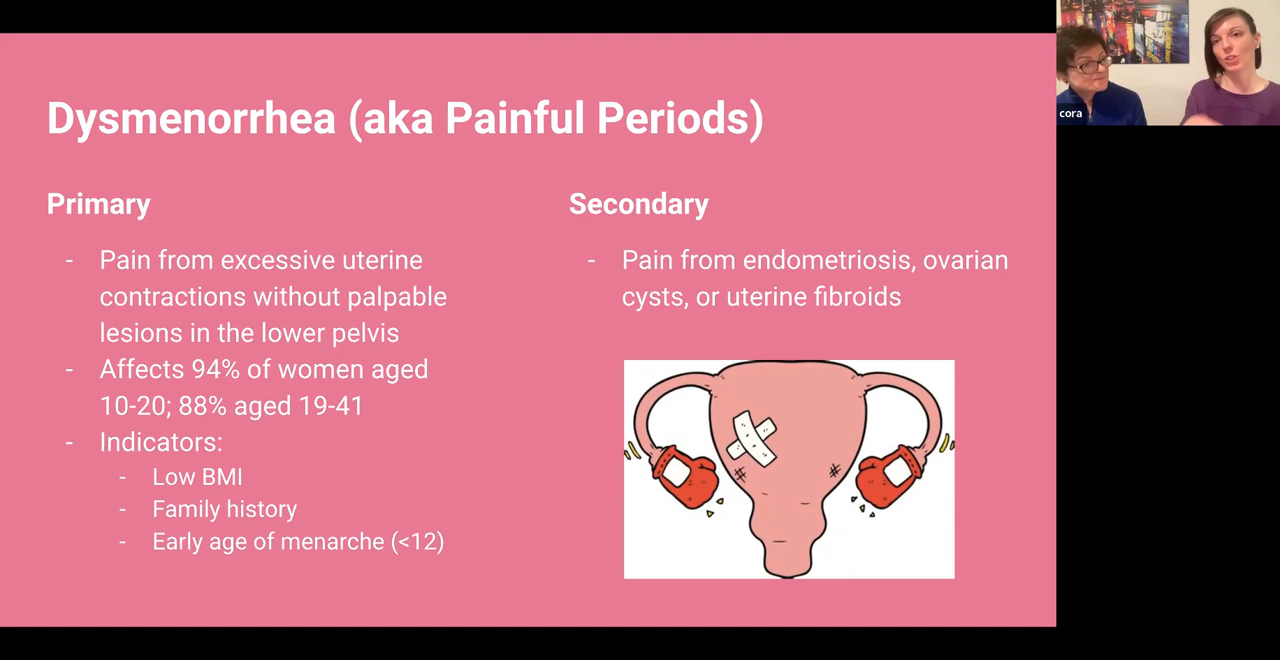 Dysmenorrhea (aka Painful Periods)
Primary
- Pain from excessive uterine
contractions without palpable
lesions in the lower pelvis
- Affects 94% of women aged
10-20; 88% aged 19-41
- Indicators:
- Low BMI
- Family history
- Early age of menarche (<12)
Secondary
- Pain from endometriosis, ovarian
cysts, or uterine fibroids
cora